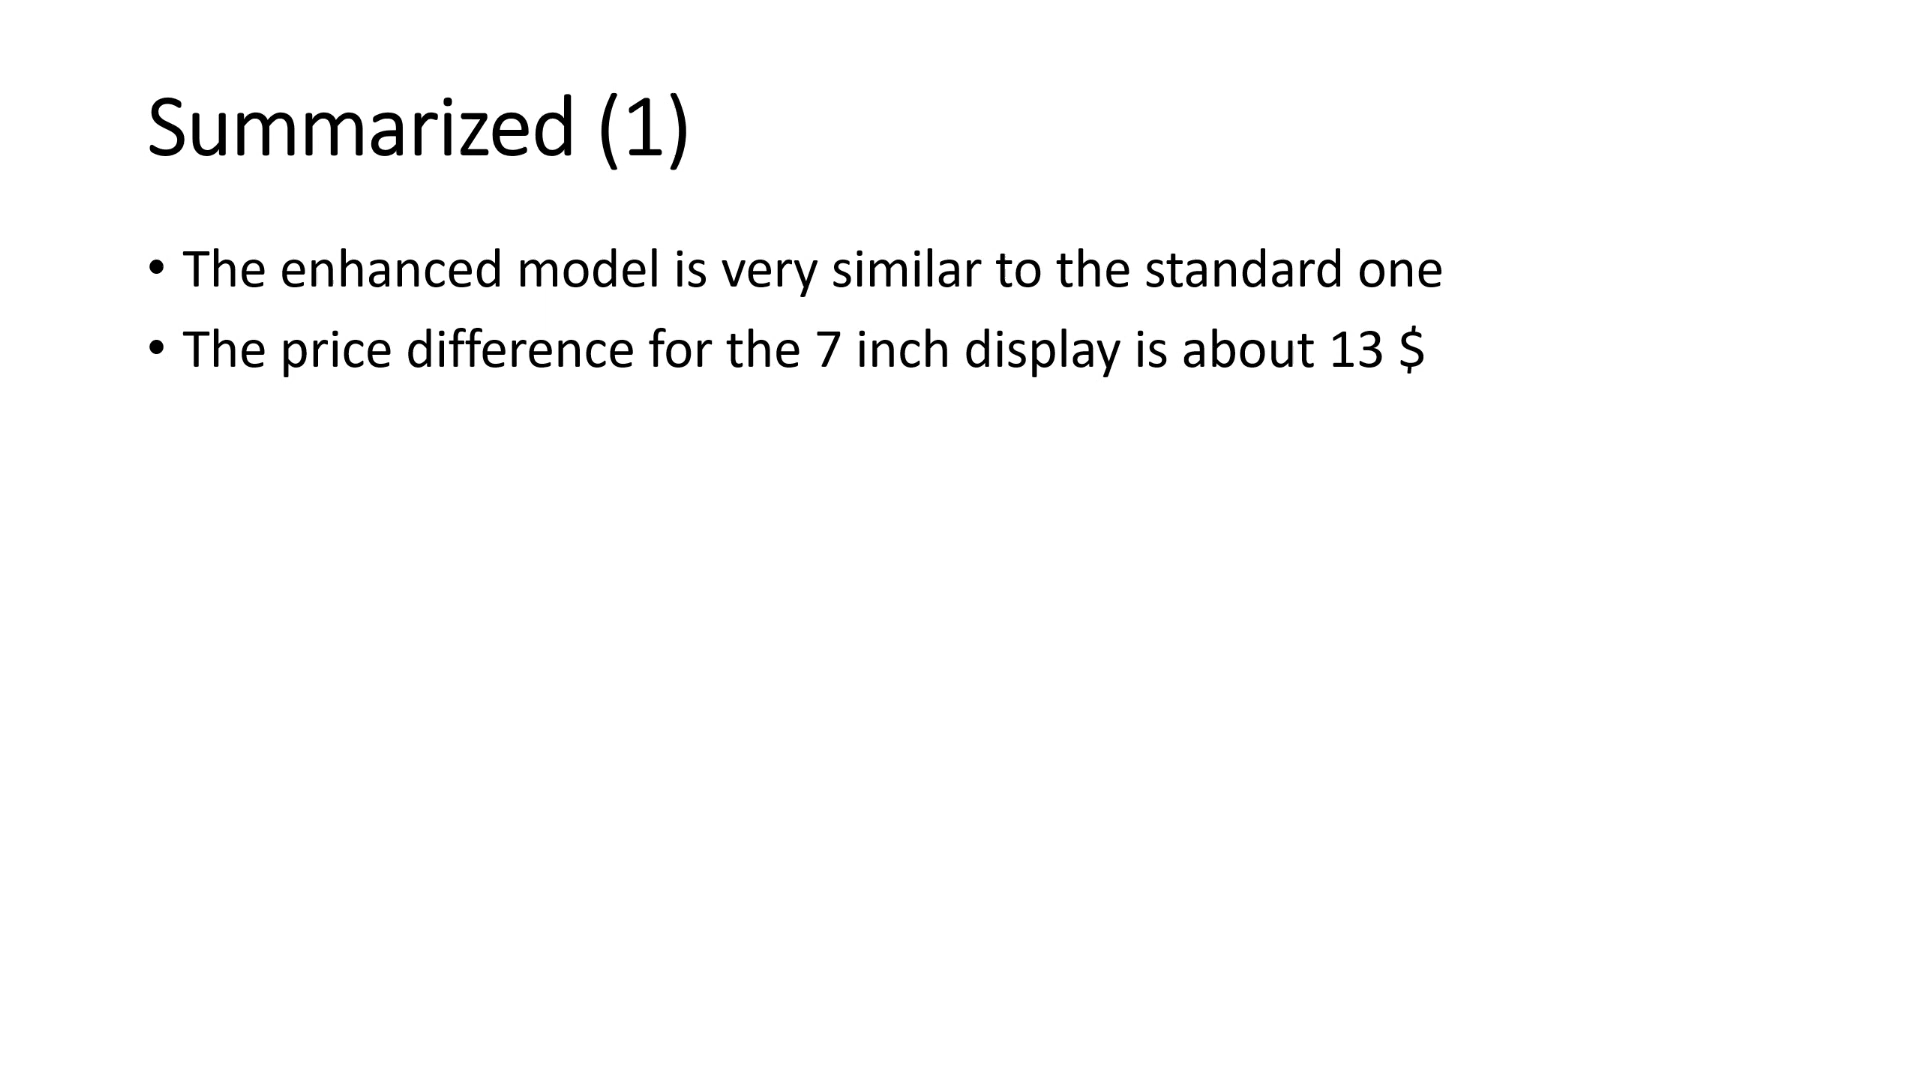 Summarized (1)
• The enhanced model is very similar to the standard one
• The price difference for the 7 inch display is about 13 $